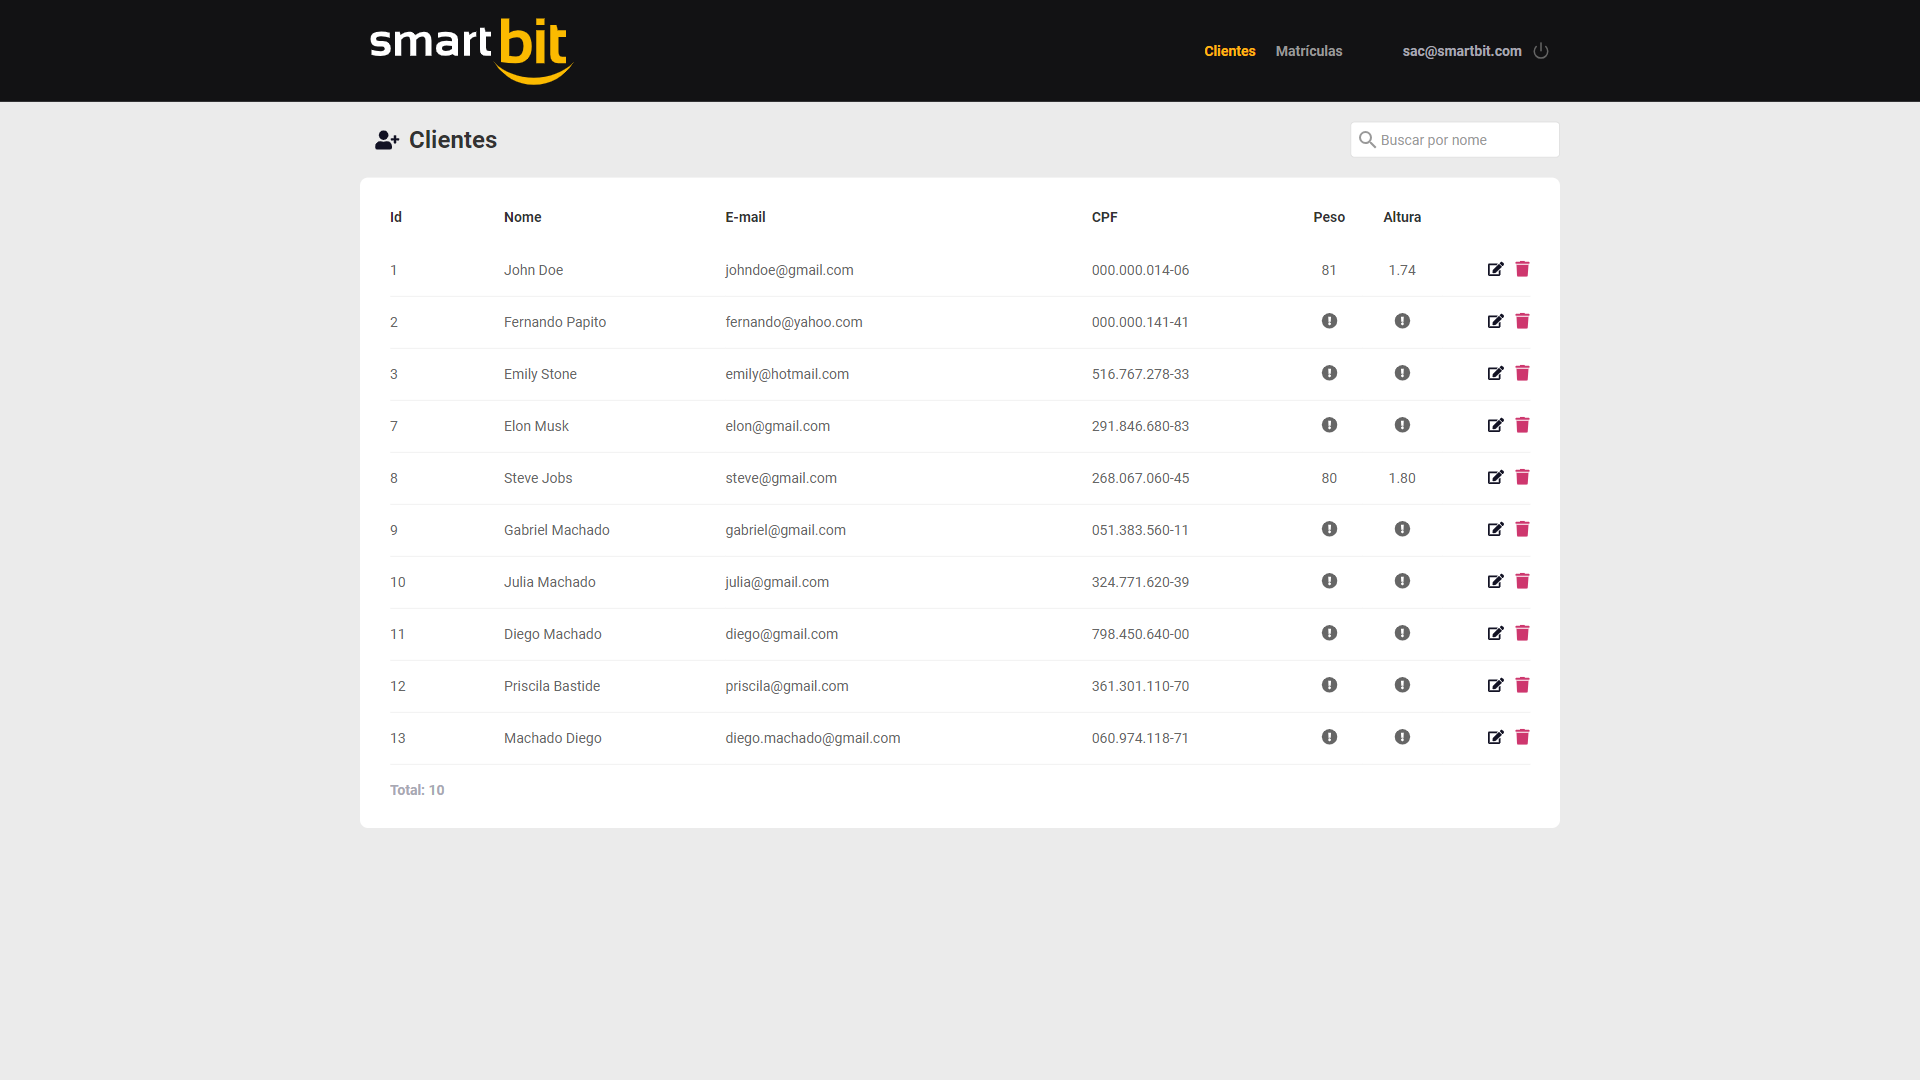 smartbit
Clientes Matrículas sac@smartbit.com
Clientes
Buscar por nome
Id Nome E-mail CPF Peso Altura
1 John Doe johndoe@gmail.com 000.000.014-06 81 1.74
2 Fernando Papito fernando@yahoo.com 000.000.141-41
3 Emily Stone emily@hotmail.com 516.767.278-33
7 Elon Musk elon@gmail.com 291.846.680-83
8 Steve Jobs steve@gmail.com 268.067.060-45 80 1.80
9 Gabriel Machado gabriel@gmail.com 051.383.560-11
10 Julia Machado julia@gmail.com 324.771.620-39
11 Diego Machado diego@gmail.com 798.450.640-00
12 Priscila Bastide priscila@gmail.com 361.301.110-70
13 Machado Diego diego.machado@gmail.com 060.974.118-71
Total: 10